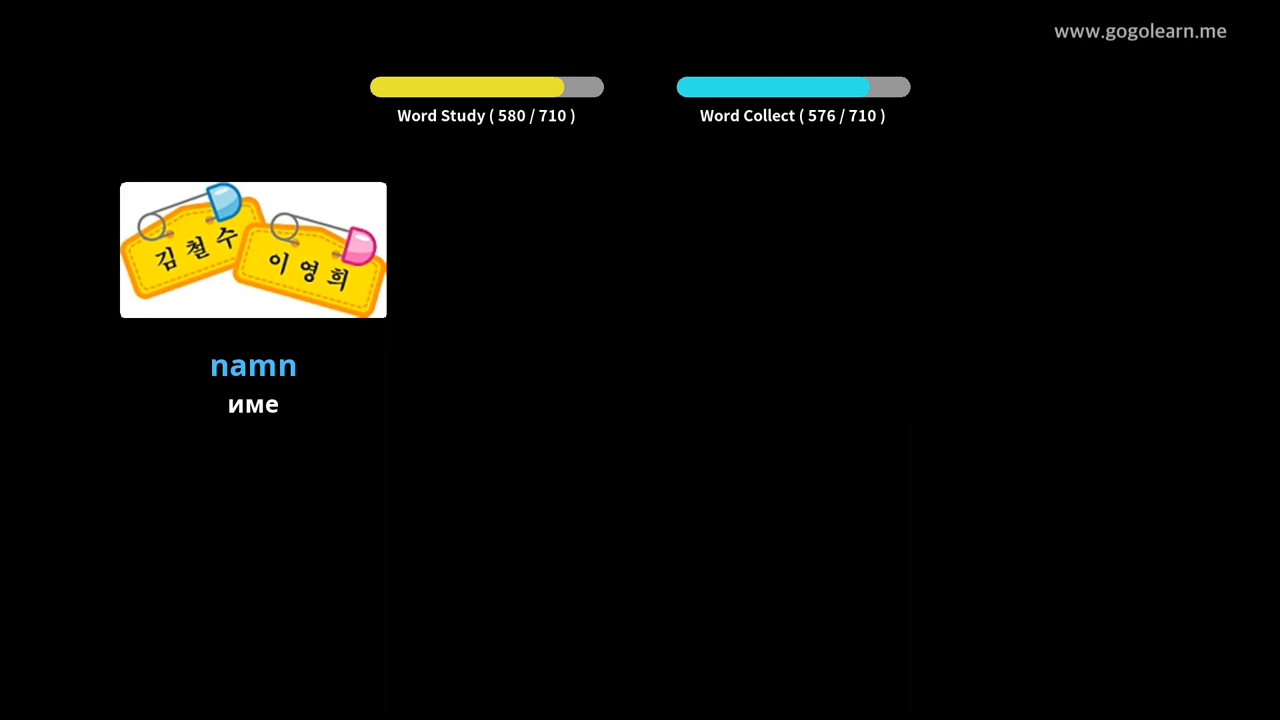 www.gogolearn.me
Word Study ( 580 / 710 )
Word Collect ( 576 / 710 )
김철수
이영희
namn
име